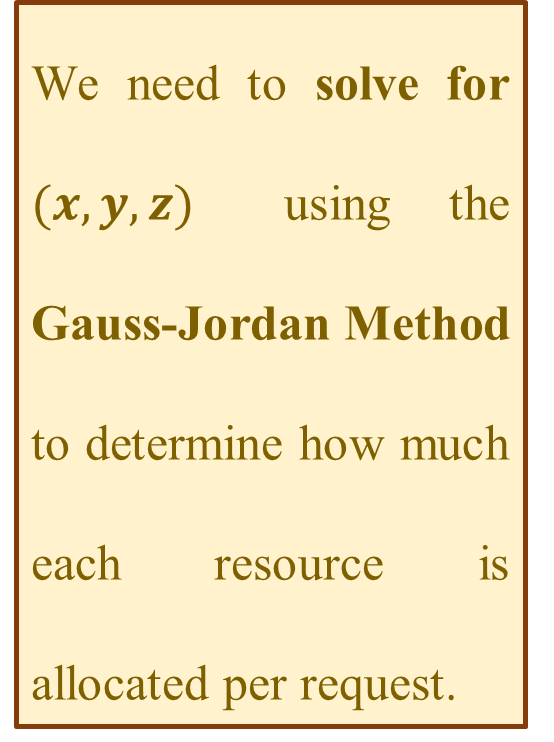 We need to solve for
(x, y, z) using the
Gauss-Jordan Method
to determine how much
each resource is
allocated per request.